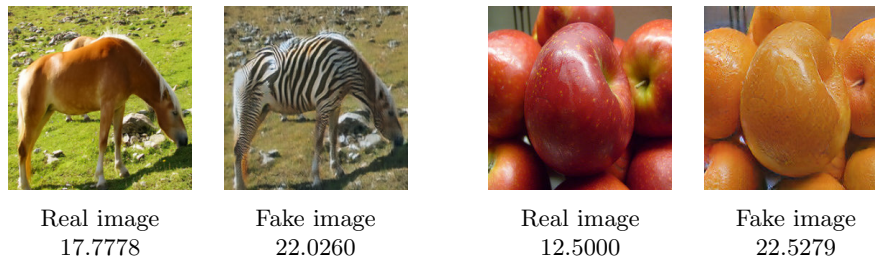 Real image
17.7778
Fake image
22.0260
Real image
12.5000
Fake image
22.5279